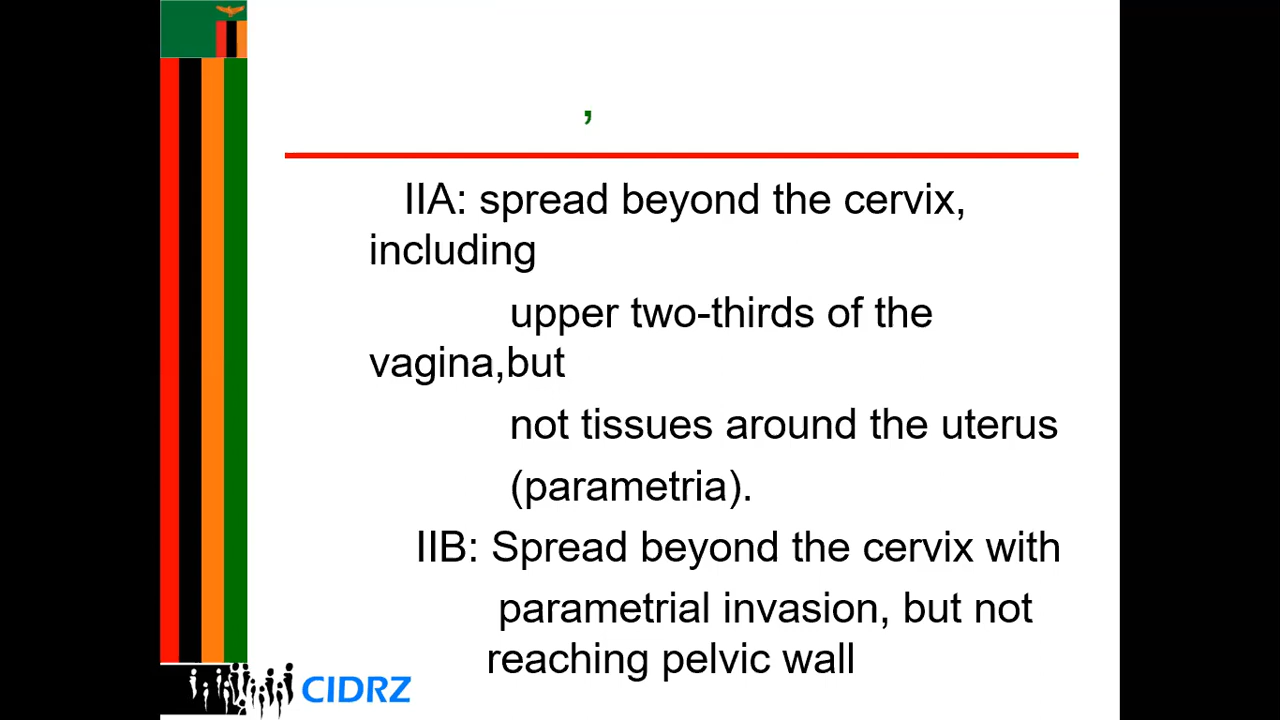 ,
IIA: spread beyond the cervix,
including
upper two-thirds of the
vagina,but
not tissues around the uterus
(parametria).
IIB: Spread beyond the cervix with
parametrial invasion, but not
reaching pelvic wall
CIDRZ